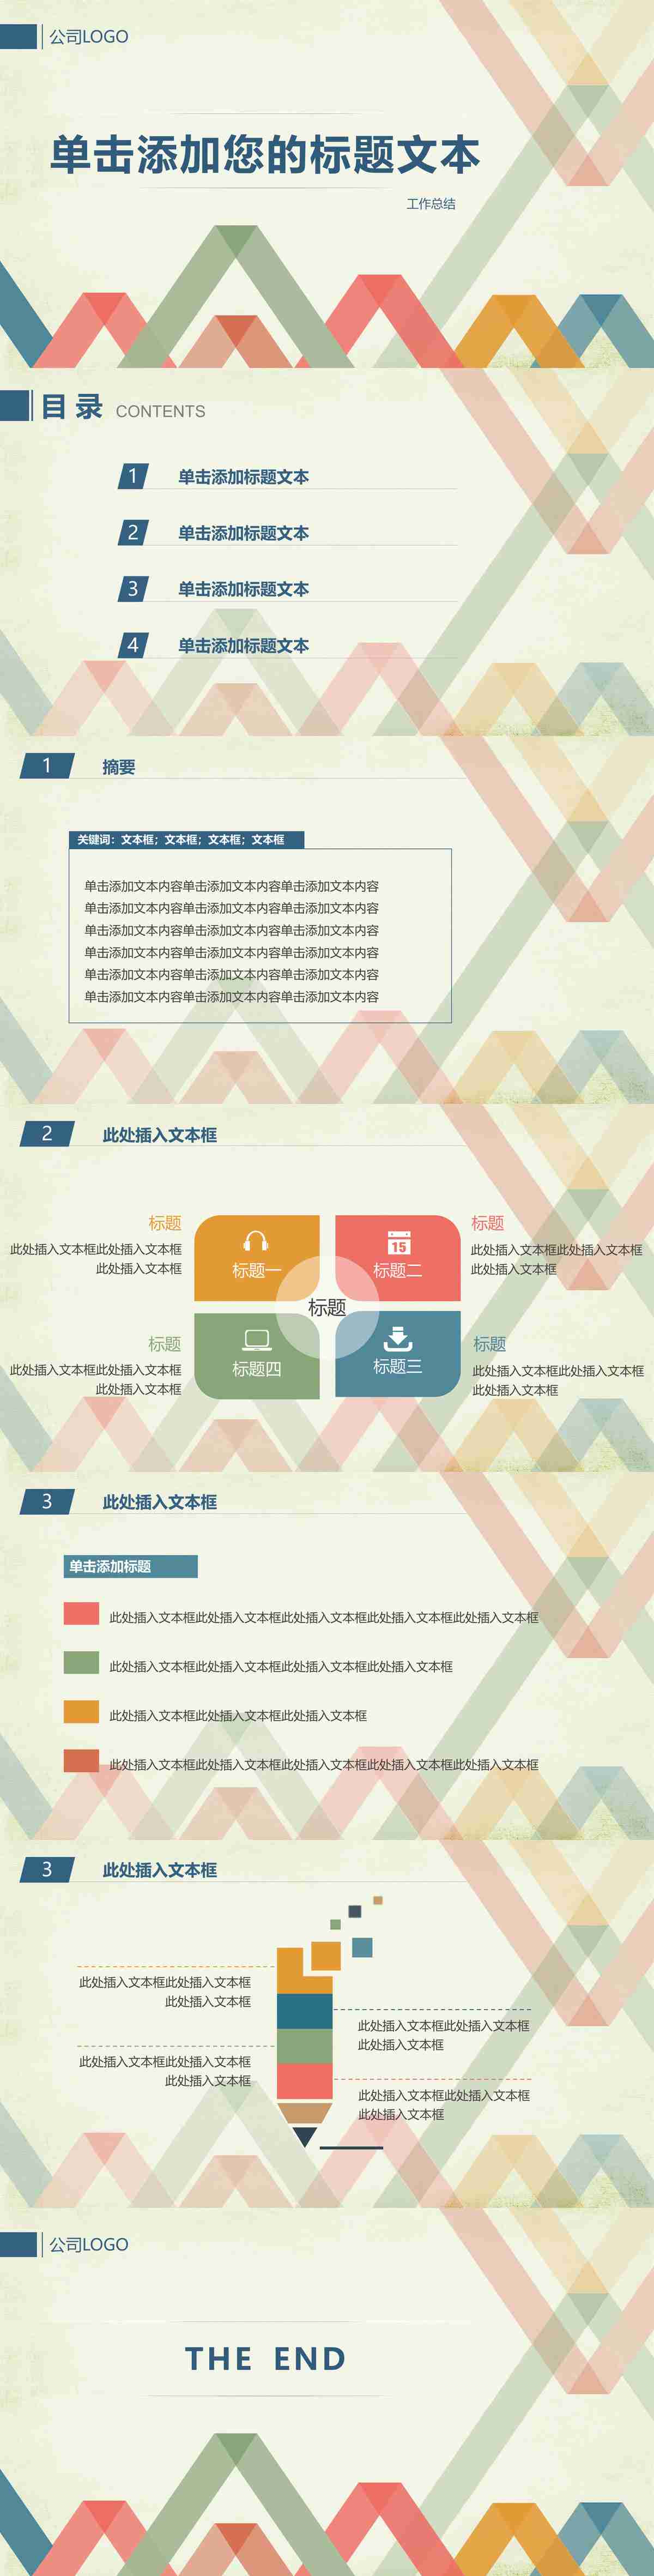 公司LOGO
单击添加您的标题文本
工作总结
目录 CONTENTS
1 单击添加标题文本
2 单击添加标题文本
3 单击添加标题文本
4 单击添加标题文本
1 摘要
关键词：文本框；文本框；文本框；文本框
单击添加文本内容单击添加文本内容单击添加文本内容
单击添加文本内容单击添加文本内容单击添加文本内容
单击添加文本内容单击添加文本内容单击添加文本内容
单击添加文本内容单击添加文本内容单击添加文本内容
单击添加文本内容单击添加文本内容单击添加文本内容
单击添加文本内容单击添加文本内容单击添加文本内容
2 此处插入文本框
标题
此处插入文本框此处插入文本框
此处插入文本框
标题一
15
标题二
标题
此处插入文本框此处插入文本框
此处插入文本框
标题
标题
此处插入文本框此处插入文本框
此处插入文本框
标题四
标题三
标题
此处插入文本框此处插入文本框
此处插入文本框
3 此处插入文本框
单击添加标题
此处插入文本框此处插入文本框此处插入文本框此处插入文本框此处插入文本框
此处插入文本框此处插入文本框此处插入文本框此处插入文本框
此处插入文本框此处插入文本框此处插入文本框
此处插入文本框此处插入文本框此处插入文本框此处插入文本框此处插入文本框
3 此处插入文本框
此处插入文本框此处插入文本框
此处插入文本框
此处插入文本框此处插入文本框
此处插入文本框
此处插入文本框此处插入文本框
此处插入文本框
此处插入文本框此处插入文本框
此处插入文本框
公司LOGO
THE END